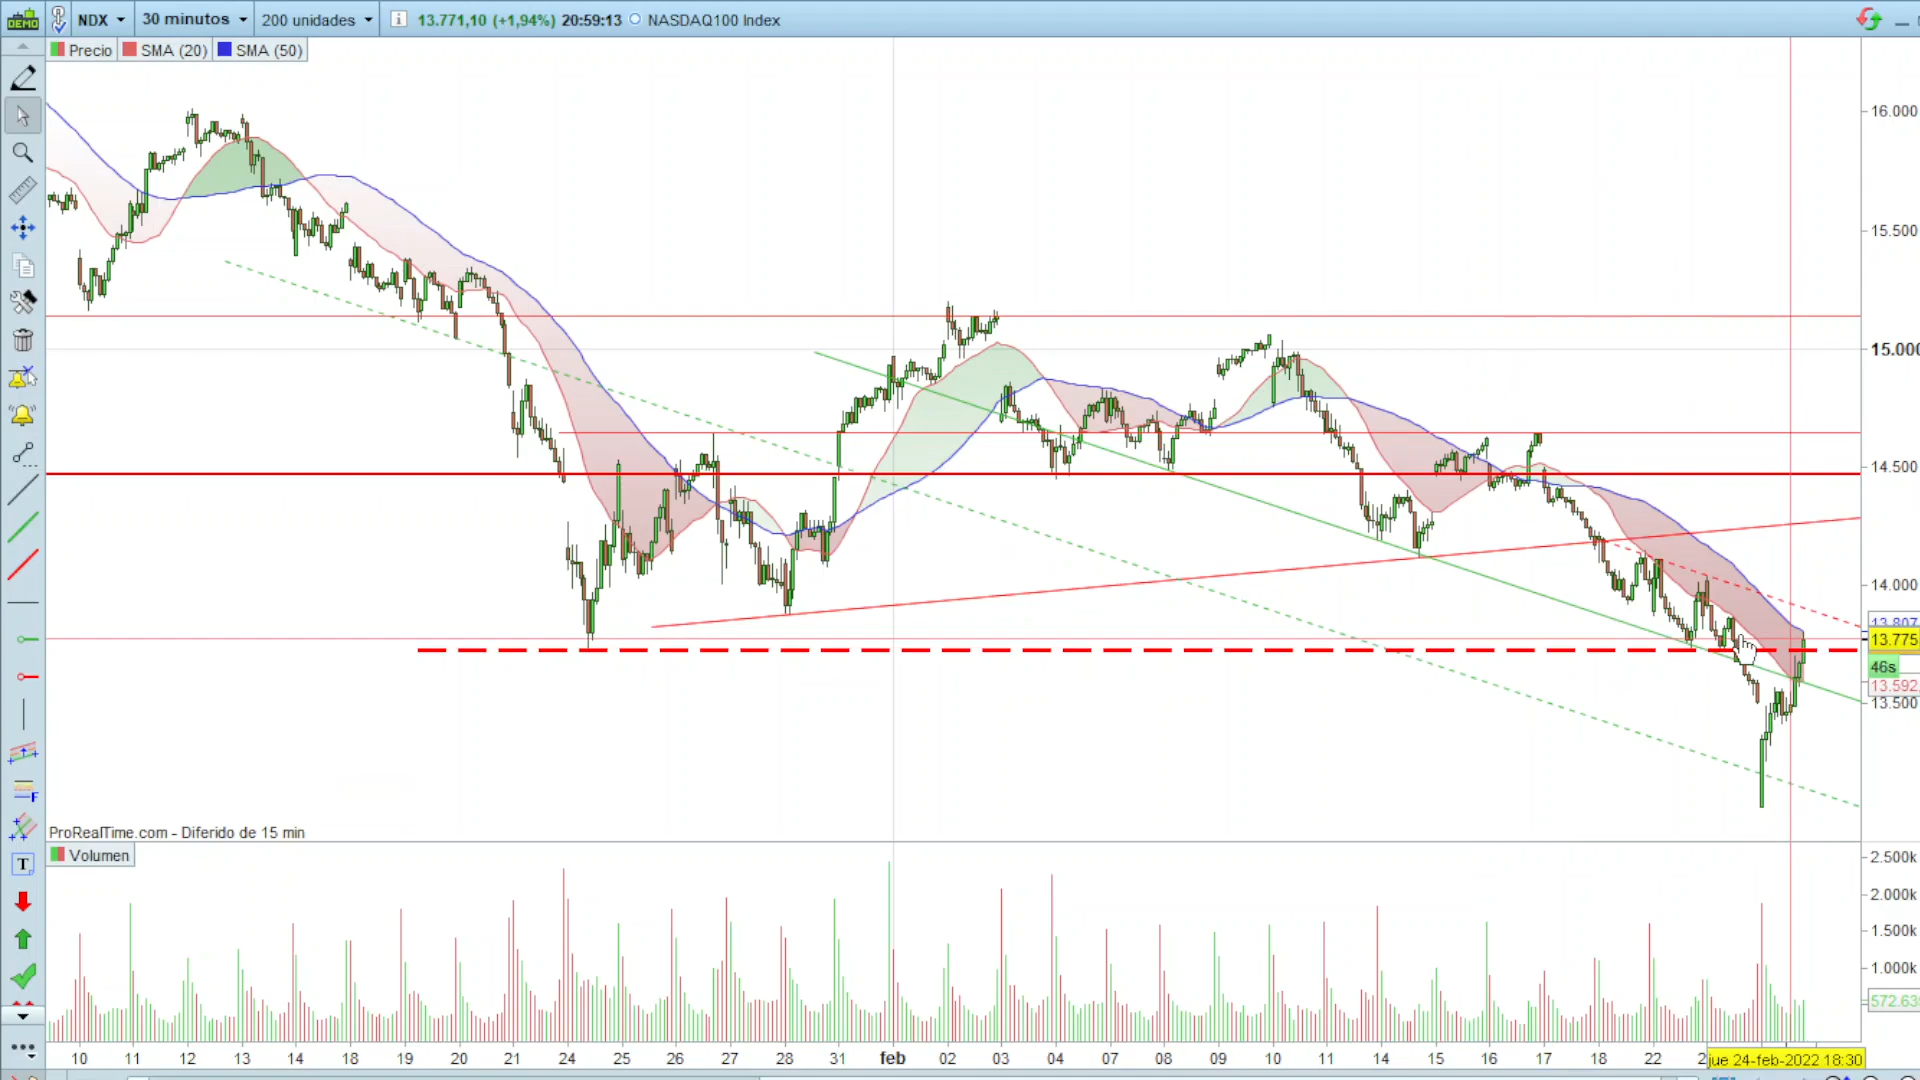 DEMO NDX 30 minutos 200 unidades i 13.771,10 (+1,94%) 20:59:13 NASDAQ100 Index
Precio SMA (20) SMA (50)
16.000
15.500
15.000
14.500
14.000
13.807
13.775
46s
13.592
13.500
F
T
ProRealTime.com - Diferido de 15 min
Volumen
2.500k
2.000k
1.500k
1.000k
572.63
10 11 12 13 14 18 19 20 21 24 25 26 27 28 31 feb 02 03 04 07 08 09 10 11 14 15 16 17 18 22 2 jue 24-feb-2022 18:30